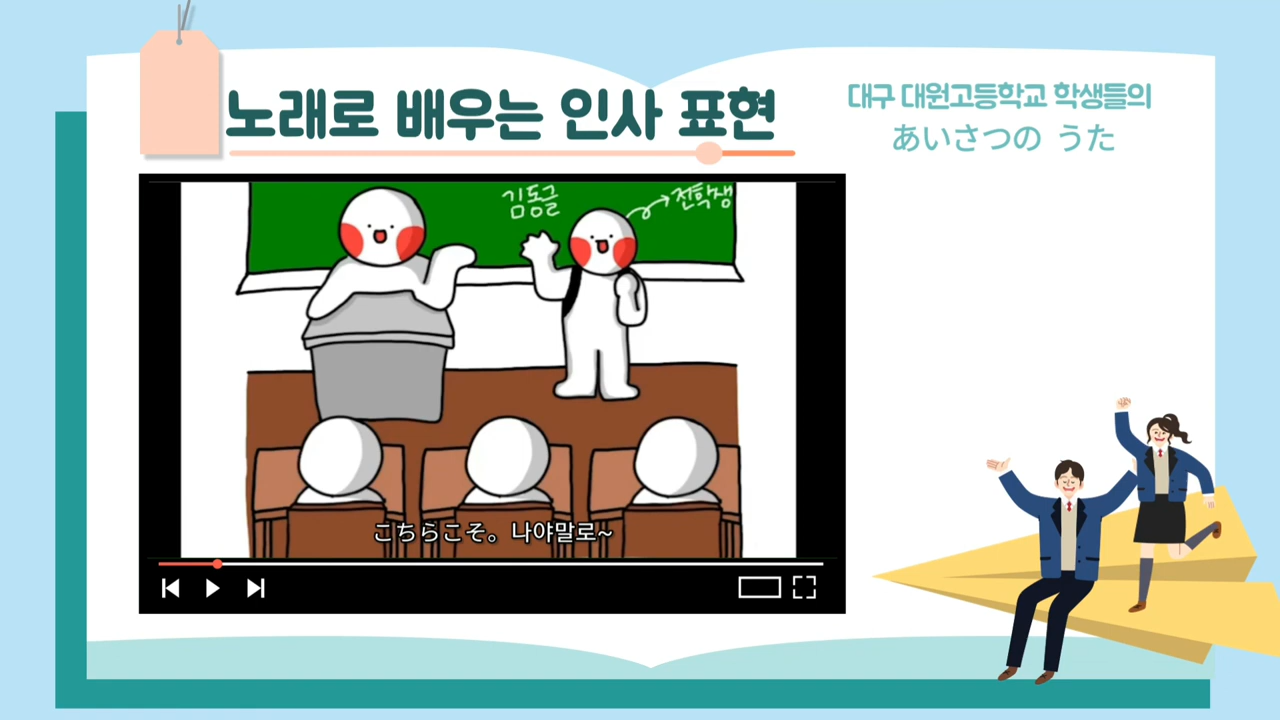 노래로 배우는 인사 표현
대구 대원고등학교 학생들의
あいさつの うた
김동글
전학생
こちらこそ。나야말로~